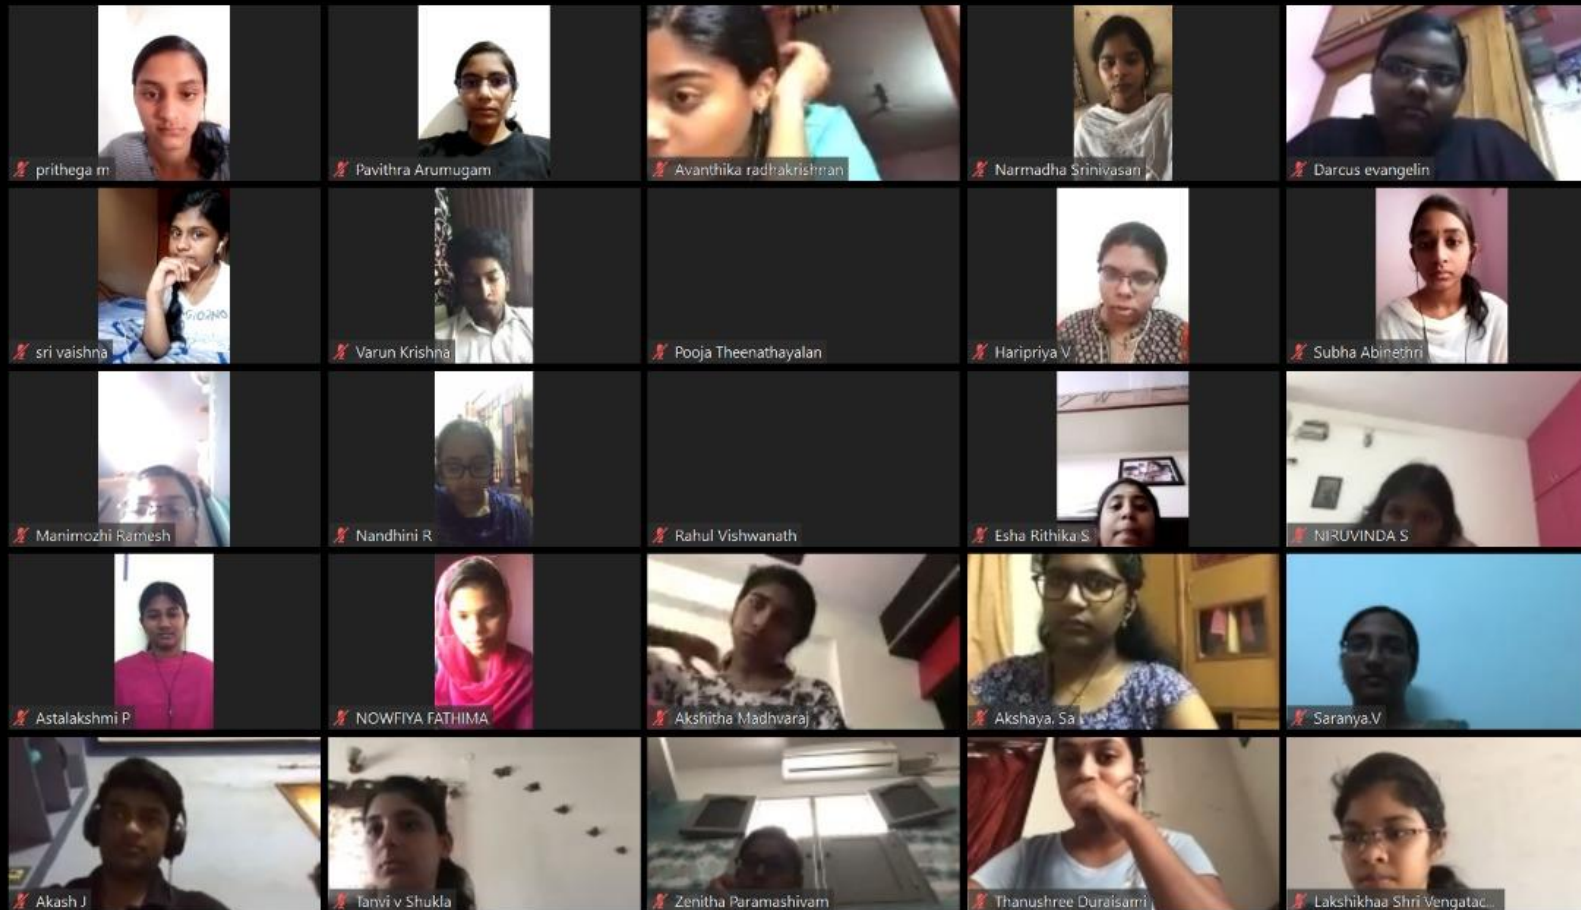 prithega m
Pavithra Arumugam
Avanthika radhakrishnan
Narmadha Srinivasan
Darcus evangelin
sri vaishna
Varun Krishna
Pooja Theenathayalan
Haripriya V
Subha Abinethri
Manimozhi Ramesh
Nandhini R
Rahul Vishwanath
Esha Rithika S
NIRUVINDA S
Astalakshmi P
NOWFIYA FATHIMA
Akshitha Madhvaraj
Akshaya. Sa
Saranya.V
Akash J
Tanvi v Shukla
Zenitha Paramashivam
Thanushree Duraisami
Lakshikhaa Shri Vengatac...